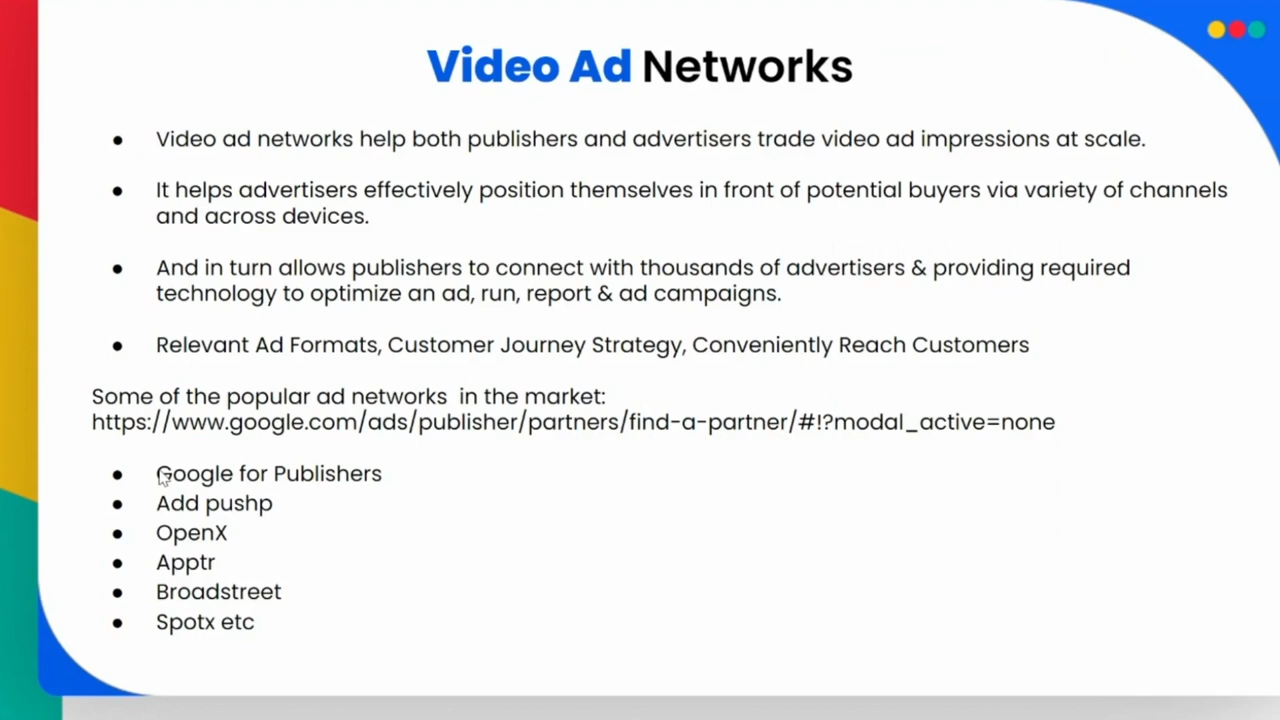 Video Ad Networks
● Video ad networks help both publishers and advertisers trade video ad impressions at scale.
● It helps advertisers effectively position themselves in front of potential buyers via variety of channels
and across devices.
● And in turn allows publishers to connect with thousands of advertisers & providing required
technology to optimize an ad, run, report & ad campaigns.
● Relevant Ad Formats, Customer Journey Strategy, Conveniently Reach Customers
Some of the popular ad networks  in the market:
https://www.google.com/ads/publisher/partners/find-a-partner/#!?modal_active=none
● Google for Publishers
● Add pushp
● OpenX
● Apptr
● Broadstreet
● Spotx etc